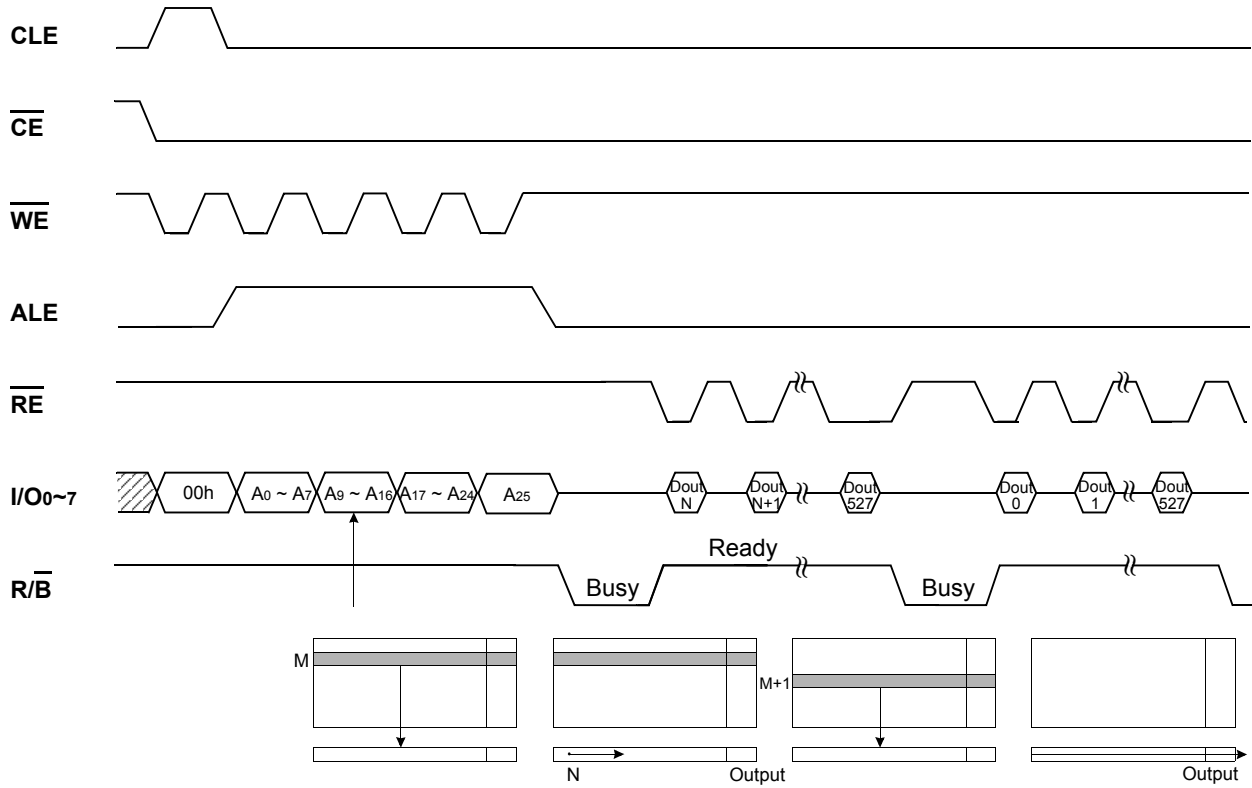 CLE
CE
WE
ALE
RE
I/O0~7
00h
A0 ~ A7
A9 ~ A16
A17 ~ A24
A25
Dout
N
Dout
N+1
Dout
527
Dout
0
Dout
1
Dout
527
R/B
Busy
Ready
Busy
M
M+1
N
Output
Output